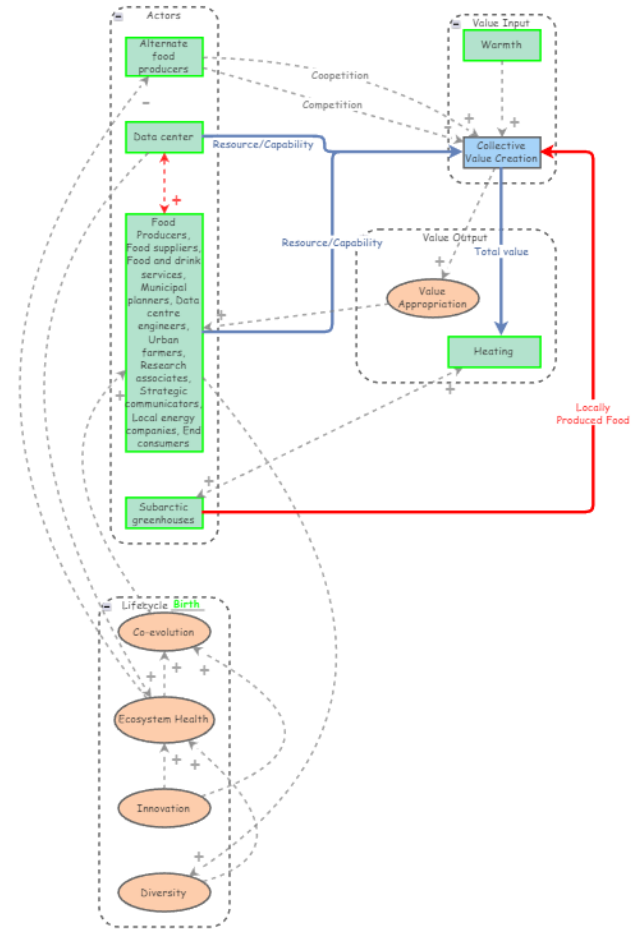 Actors
Value Input
Alternate
food
producers
Warmth
Coopetition
Competition
Data center
Resource/Capability
Collective
Value Creation
Food
Producers,
Food suppliers,
Food and drink
services,
Municipal
planners, Data
centre
engineers,
Urban
farmers,
Research
associates,
Strategic
communicators,
Local energy
companies, End
consumers
Resource/Capability
Value Output
Total value
Value
Appropriation
Heating
Locally
Produced Food
Subarctic
greenhouses
Lifecycle Birth
Co-evolution
Ecosystem Health
Innovation
Diversity